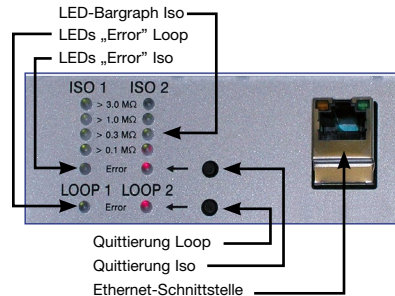 LED-Bargraph Iso
LEDs „Error” Loop
LEDs „Error” Iso
ISO 1 ISO 2
> 3.0 MΩ
> 1.0 MΩ
> 0.3 MΩ
> 0.1 MΩ
Error
LOOP 1 LOOP 2
Error
Quittierung Loop
Quittierung Iso
Ethernet-Schnittstelle